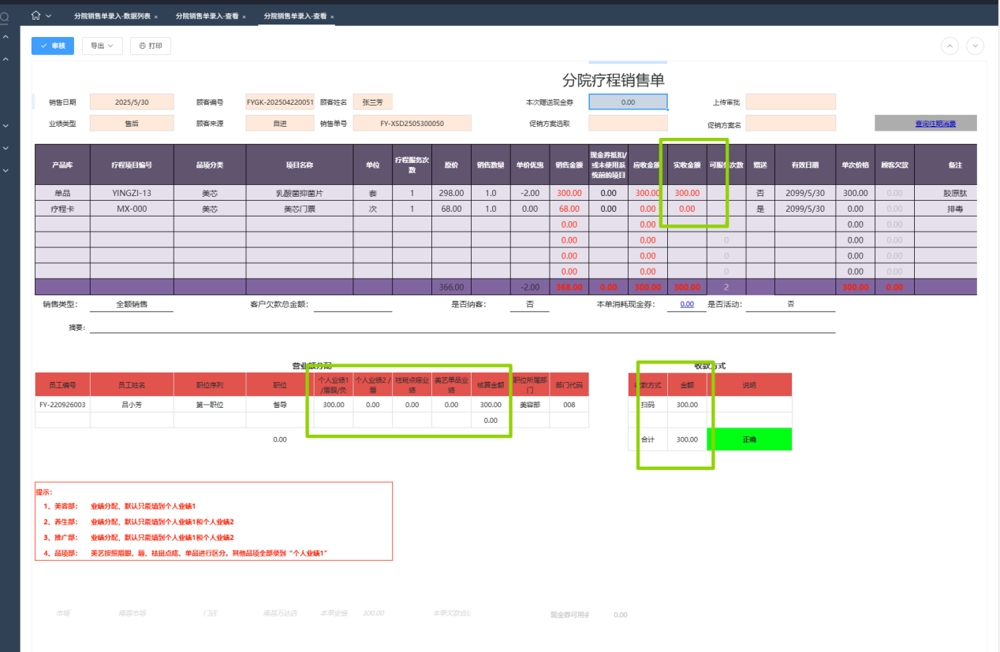 分院销售单录入-数据列表 × 分院销售单录入-查看 × 分院销售单录入-查看 ×
审核 导出 打印
分院疗程销售单
销售日期 2025/5/30 顾客编号 FYGK-202504220051 顾客姓名 张兰芳 本次赠送现金券 0.00 上传审批
业绩类型 售后 顾客来源 自进 销售单号 FY-XSD2505300050 促销方案选取 促销方案名 查询往期消费
产品库 疗程项目编号 品项分类 项目名称 单位 疗程服务次数 原价 销售数量 单价优惠 销售金额 现金券抵扣/或未使用系统前的项目 应收金额 实收金额 可服务次数 赠送 有效日期 单次价格 顾客欠款 备注
单品 YINGZI-13 美芯 乳酸菌抑菌片 套 1 298.00 1.0 -2.00 300.00 0.00 300.00 300.00 否 2099/5/30 300.00 0.00 胶原肽
疗程卡 MX-000 美芯 美芯门票 次 1 68.00 1.0 0.00 68.00 0.00 0.00 0.00 是 2099/5/30 0.00 0.00 排毒
0.00 0.00 0.00 0.00
0.00 0.00 0 0.00 0.00
0.00 0.00 0 0.00 0.00
0.00 0.00 0 0.00 0.00
366.00 -2.00 368.00 0.00 300.00 300.00 2 300.00 0.00
销售类型: 全额销售 客户欠款总金额: 是否纳客: 否 本单消耗现金券: 0.00 是否活动: 否
摘要:
营业额分配 收款方式
员工编号 员工姓名 职位序列 职位 个人业绩1/眉眼/灸 个人业绩2/唇 祛斑点痣业绩 美艺单品业绩 核算金额 职位所属部门 部门代码 收款方式 金额 说明
FY-220926003 吕小芳 第一职位 督导 300.00 0.00 0.00 0.00 300.00 美容部 008 扫码 300.00
0.00
0.00 合计 300.00 正确
提示:
1、美容部: 业绩分配，默认只能填到个人业绩1
2、养生部: 业绩分配，默认只能填到个人业绩1和个人业绩2
3、推广部: 业绩分配，默认只能填到个人业绩1和个人业绩2
4、品项部: 美艺按照眉眼、唇、祛斑点痣、单品进行区分。其他品项全部录到“个人业绩1”
市场 南昌市场 门店 南昌万达店 本单业绩 300.00 本单欠款合计 现金券可用金 0.00